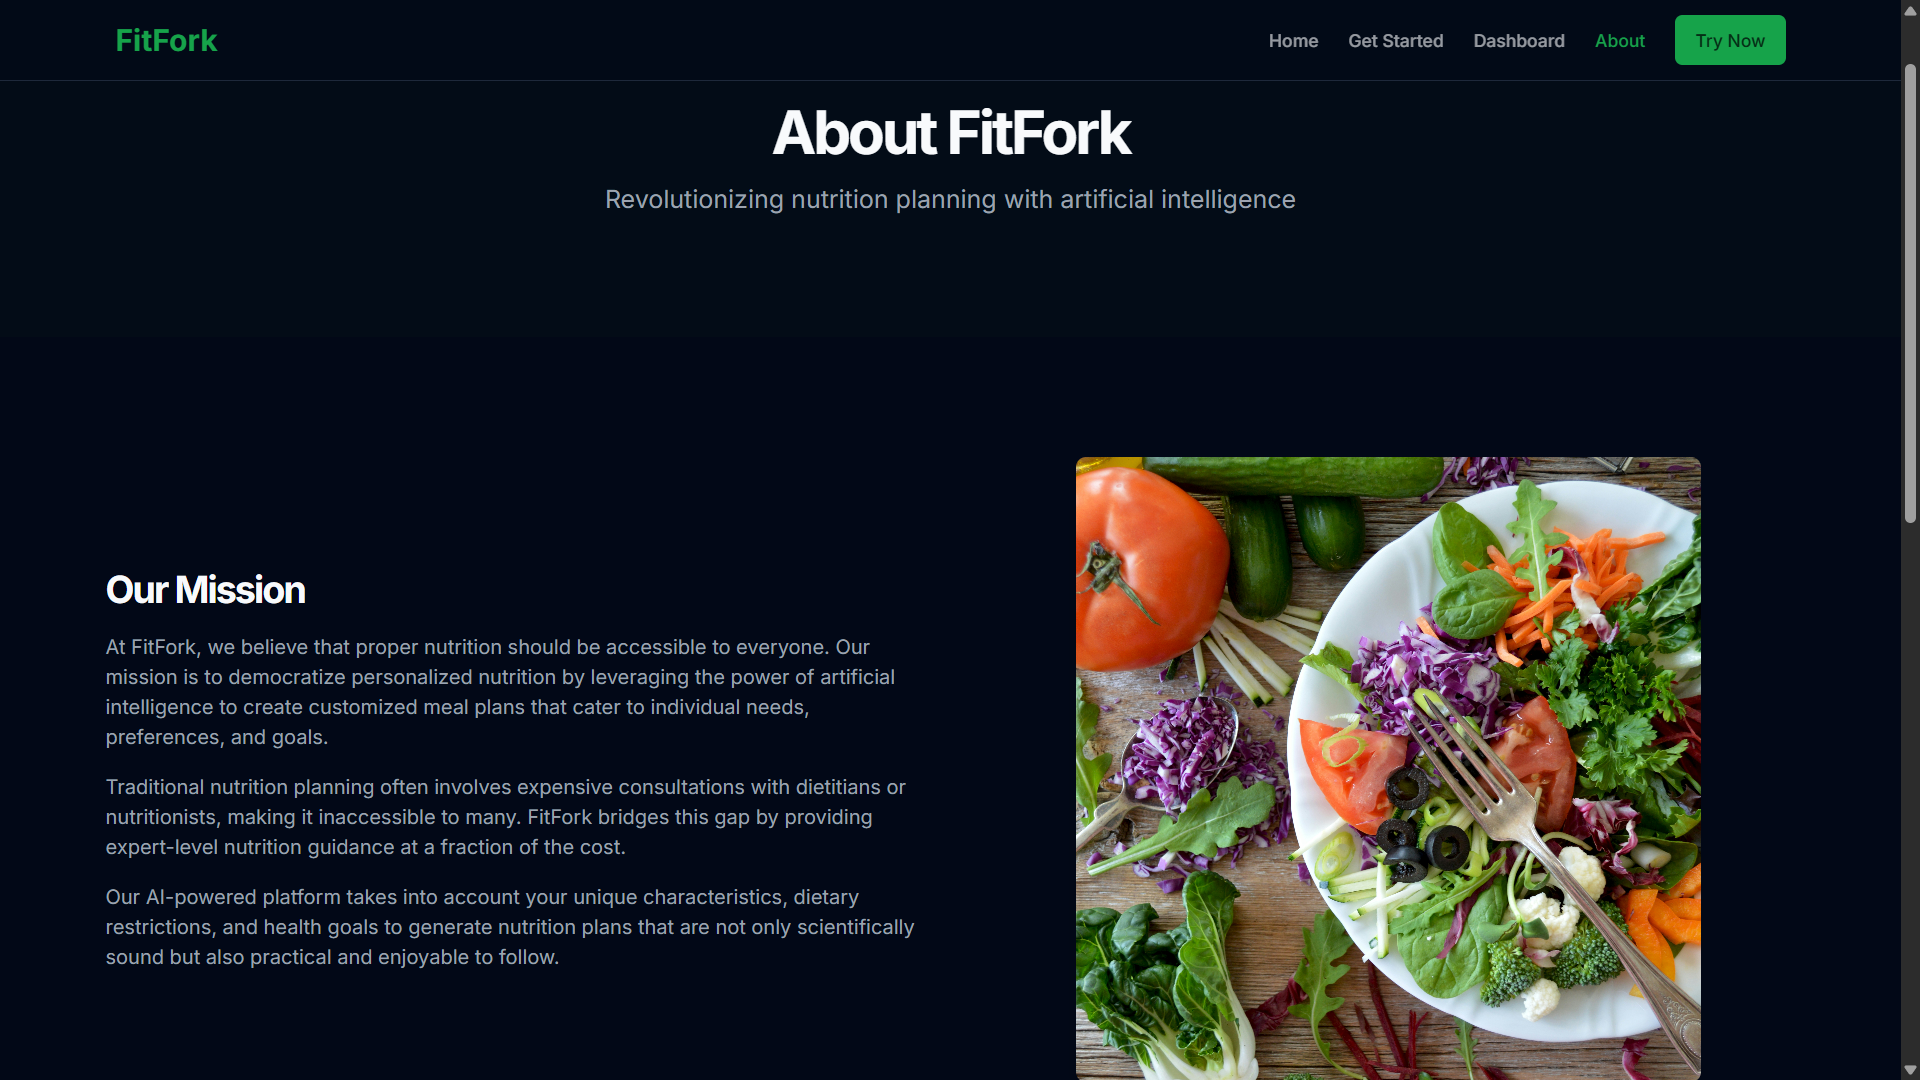 FitFork
Home
Get Started
Dashboard
About
Try Now
About FitFork
Revolutionizing nutrition planning with artificial intelligence
Our Mission
At FitFork, we believe that proper nutrition should be accessible to everyone. Our
mission is to democratize personalized nutrition by leveraging the power of artificial
intelligence to create customized meal plans that cater to individual needs,
preferences, and goals.
Traditional nutrition planning often involves expensive consultations with dietitians or
nutritionists, making it inaccessible to many. FitFork bridges this gap by providing
expert-level nutrition guidance at a fraction of the cost.
Our AI-powered platform takes into account your unique characteristics, dietary
restrictions, and health goals to generate nutrition plans that are not only scientifically
sound but also practical and enjoyable to follow.